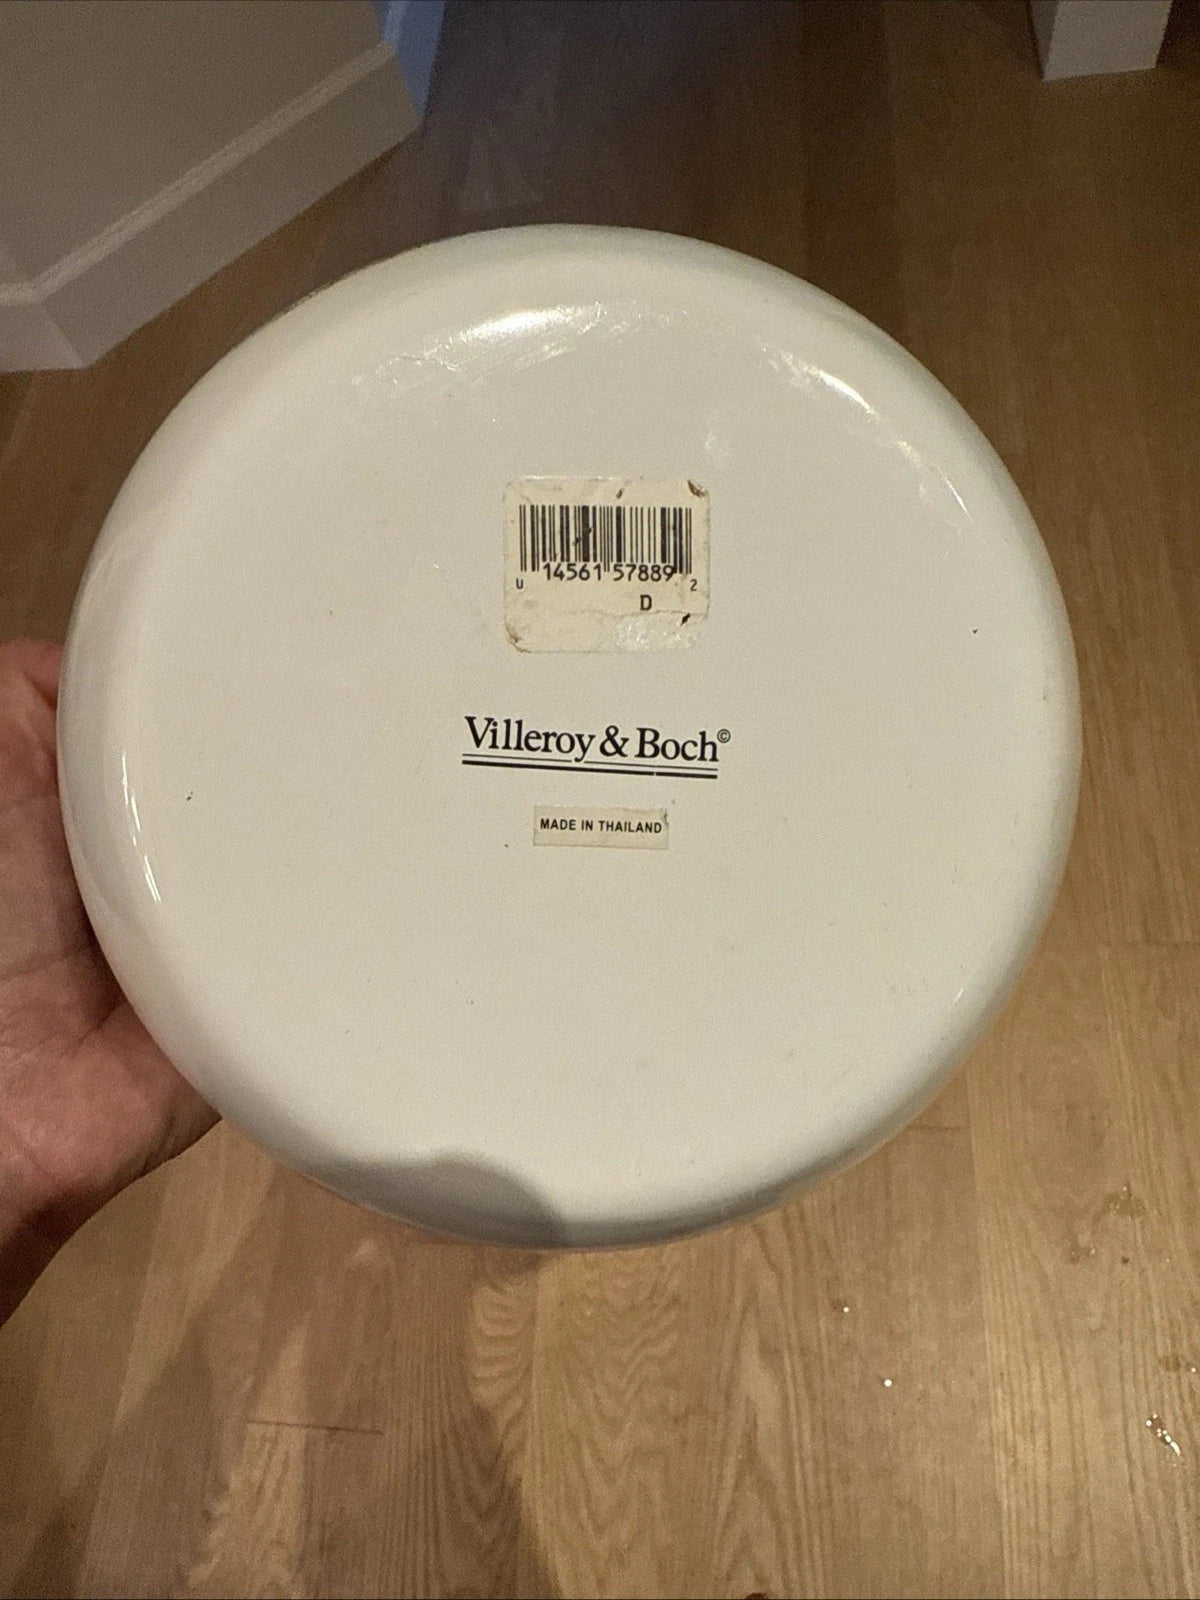 U 14561 57889 2
D
Villeroy & Boch©
MADE IN THAILAND